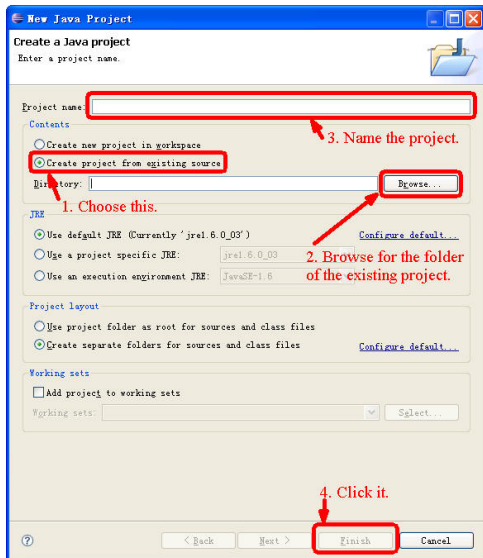 New Java Project
Create a Java project
Enter a project name.
Project name:
3. Name the project.
Contents
Create new project in workspace
Create project from existing source
Directory:
Browse...
1. Choose this.
JRE
Use default JRE (Currently 'jre1.6.0_03')
Configure default...
Use a project specific JRE:
jre1.6.0_03
2. Browse for the folder
of the existing project.
Use an execution environment JRE:
JavaSE-1.6
Project layout
Use project folder as root for sources and class files
Create separate folders for sources and class files
Configure default...
Working sets
Add project to working sets
Working sets:
Select...
4. Click it.
?
< Back
Next >
Finish
Cancel